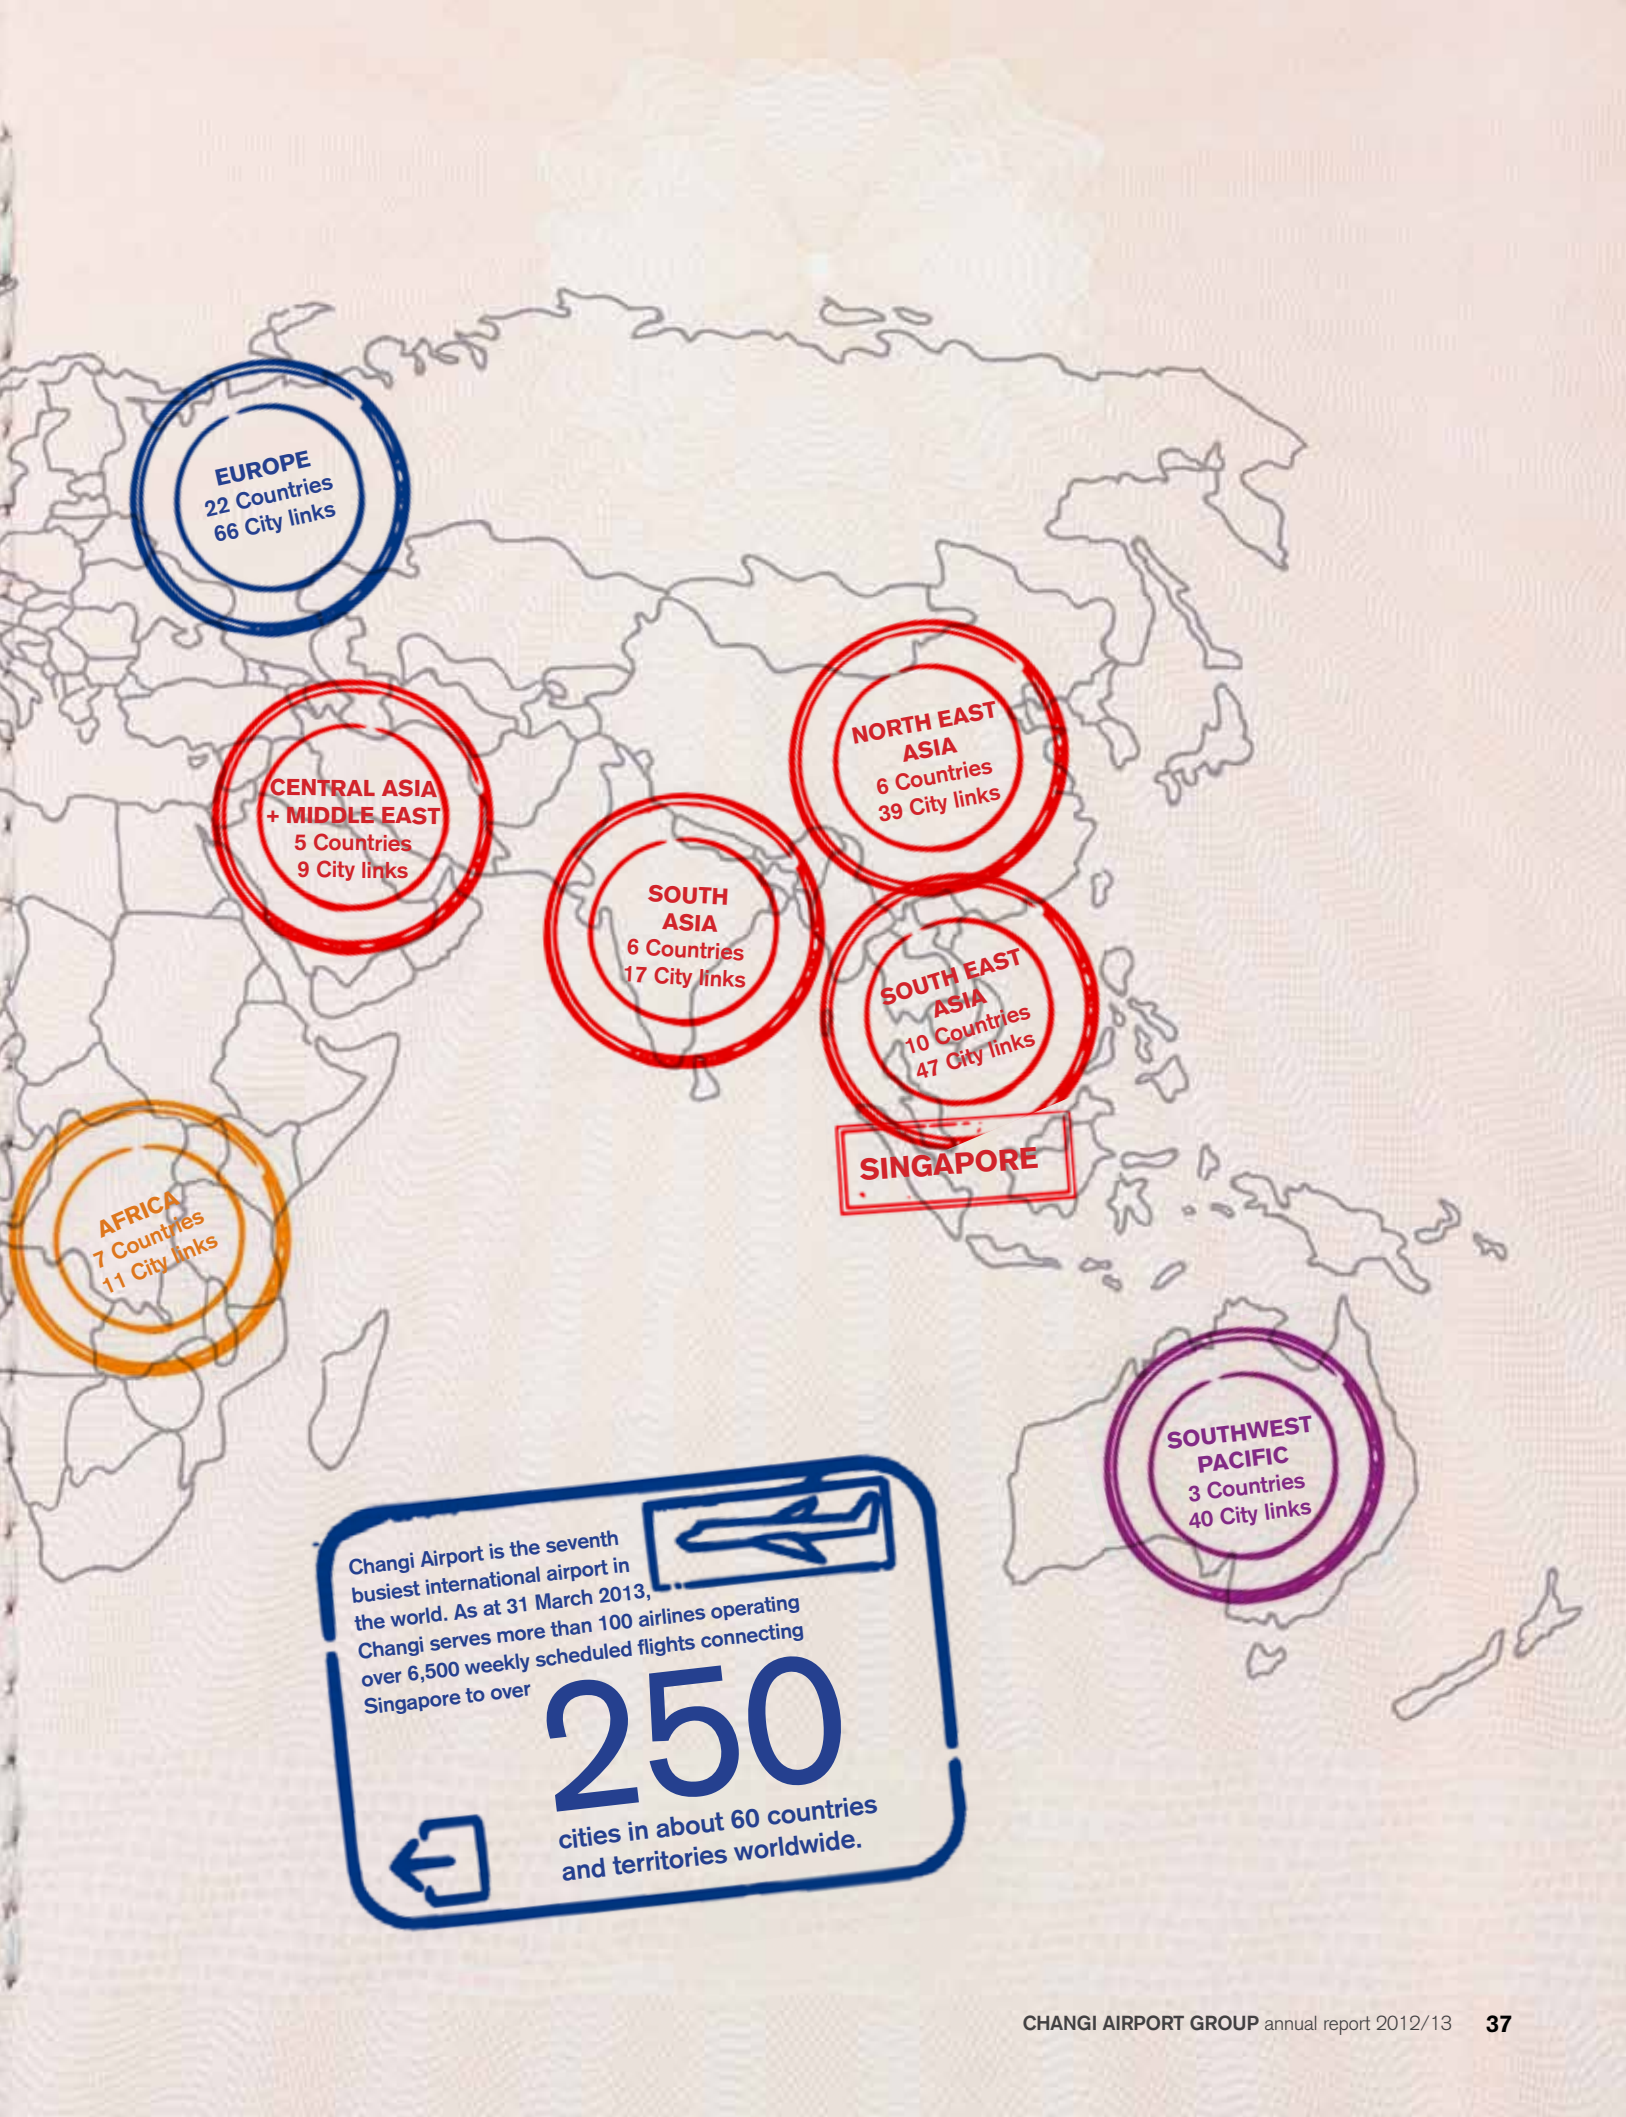 EUROPE
22 Countries
66 City links
CENTRAL ASIA
+ MIDDLE EAST
5 Countries
9 City links
NORTH EAST
ASIA
6 Countries
39 City links
SOUTH
ASIA
6 Countries
17 City links
SOUTH EAST
ASIA
10 Countries
47 City links
SINGAPORE
AFRICA
7 Countries
11 City links
SOUTHWEST
PACIFIC
3 Countries
40 City links
Changi Airport is the seventh
busiest international airport in
the world. As at 31 March 2013,
Changi serves more than 100 airlines operating
over 6,500 weekly scheduled flights connecting
Singapore to over
250
cities in about 60 countries
and territories worldwide.
CHANGI AIRPORT GROUP annual report 2012/13 37